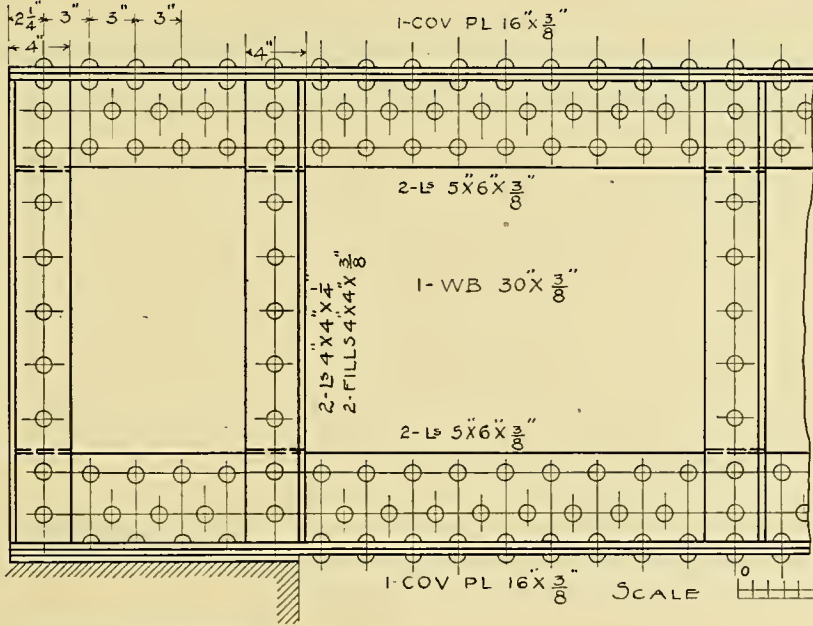 2¼" 3" 3" 3"
1-COV PL 16"X⅜"
4" 4"
2-Ls 5"X6"X⅜"
1-WB 30"X⅜"
2-Ls 4"X4"X¼"
2-FILLS 4"X4"X⅜"
2-Ls 5"X6"X⅜"
1-COV PL 16"X⅜"
SCALE 0